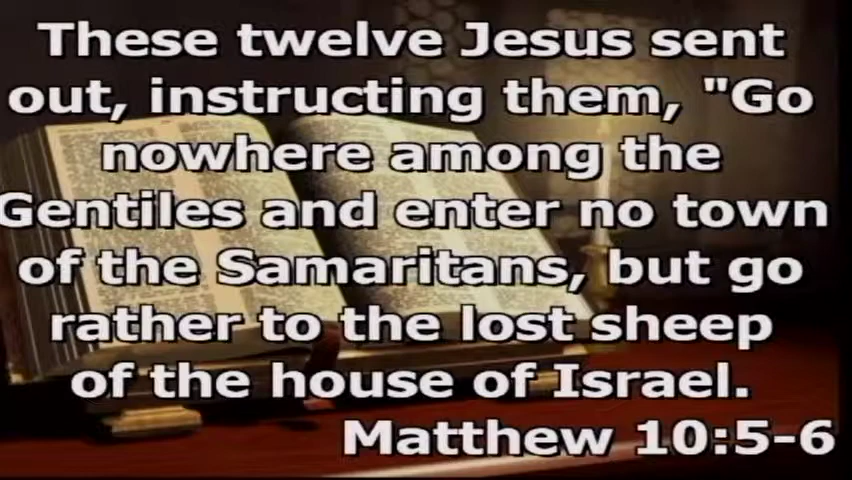 These twelve Jesus sent
out, instructing them, "Go
nowhere among the
Gentiles and enter no town
of the Samaritans, but go
rather to the lost sheep
of the house of Israel.
Matthew 10:5-6